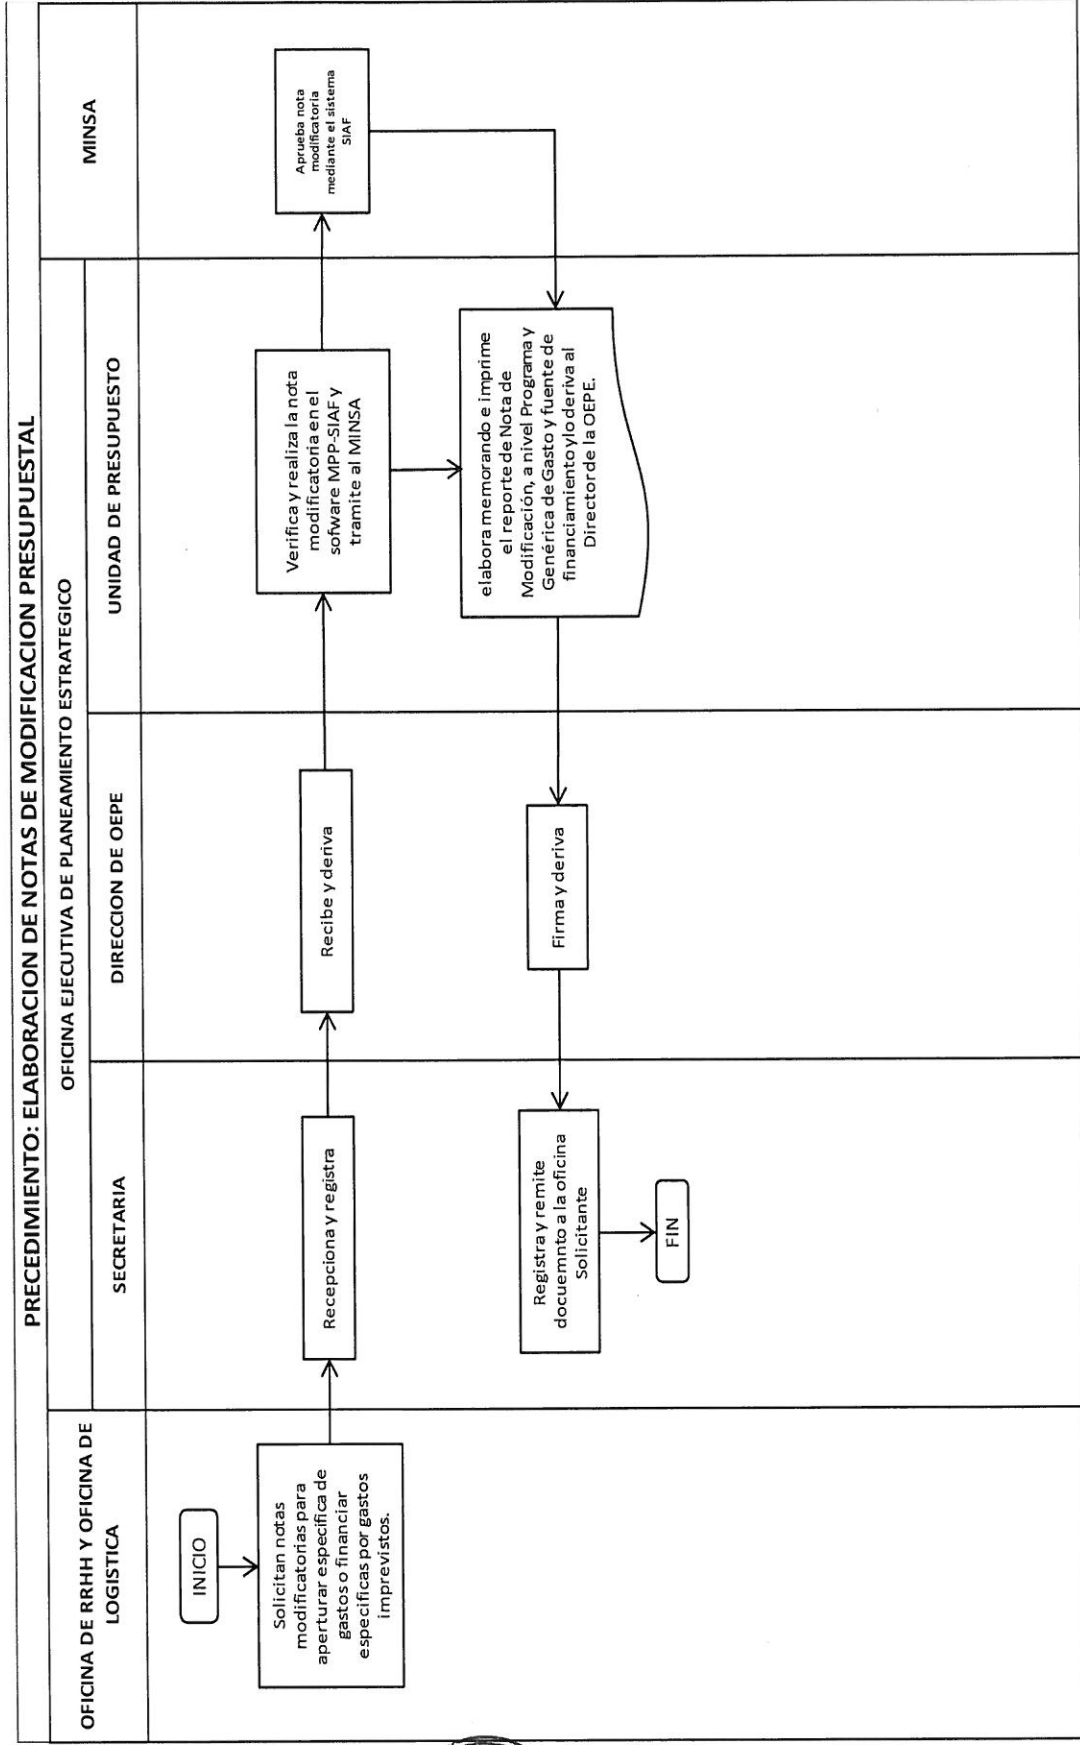 PRECEDIMIENTO: ELABORACION DE NOTAS DE MODIFICACION PRESUPUESTAL
OFICINA DE RRHH Y OFICINA DE
LOGISTICA
OFICINA EJECUTIVA DE PLANEAMIENTO ESTRATEGICO
MINSA
SECRETARIA
DIRECCION DE OEPE
UNIDAD DE PRESUPUESTO
INICIO
Solicitan notas
modificatorias para
aperturar especifica de
gastos o financiar
especificas por gastos
imprevistos.
Recepciona y registra
Recibe y deriva
Verifica y realiza la nota
modificatoria en el
sofware MPP-SIAF y
tramite al MINSA
Aprueba nota
modificatoria
mediante el sistema
SIAF
elabora memorando e imprime
el reporte de Nota de
Modificación, a nivel Programa y
Genérica de Gasto y fuente de
financiamiento y lo deriva al
Director de la OEPE.
Firma y deriva
Registra y remite
docuemnto a la oficina
Solicitante
FIN